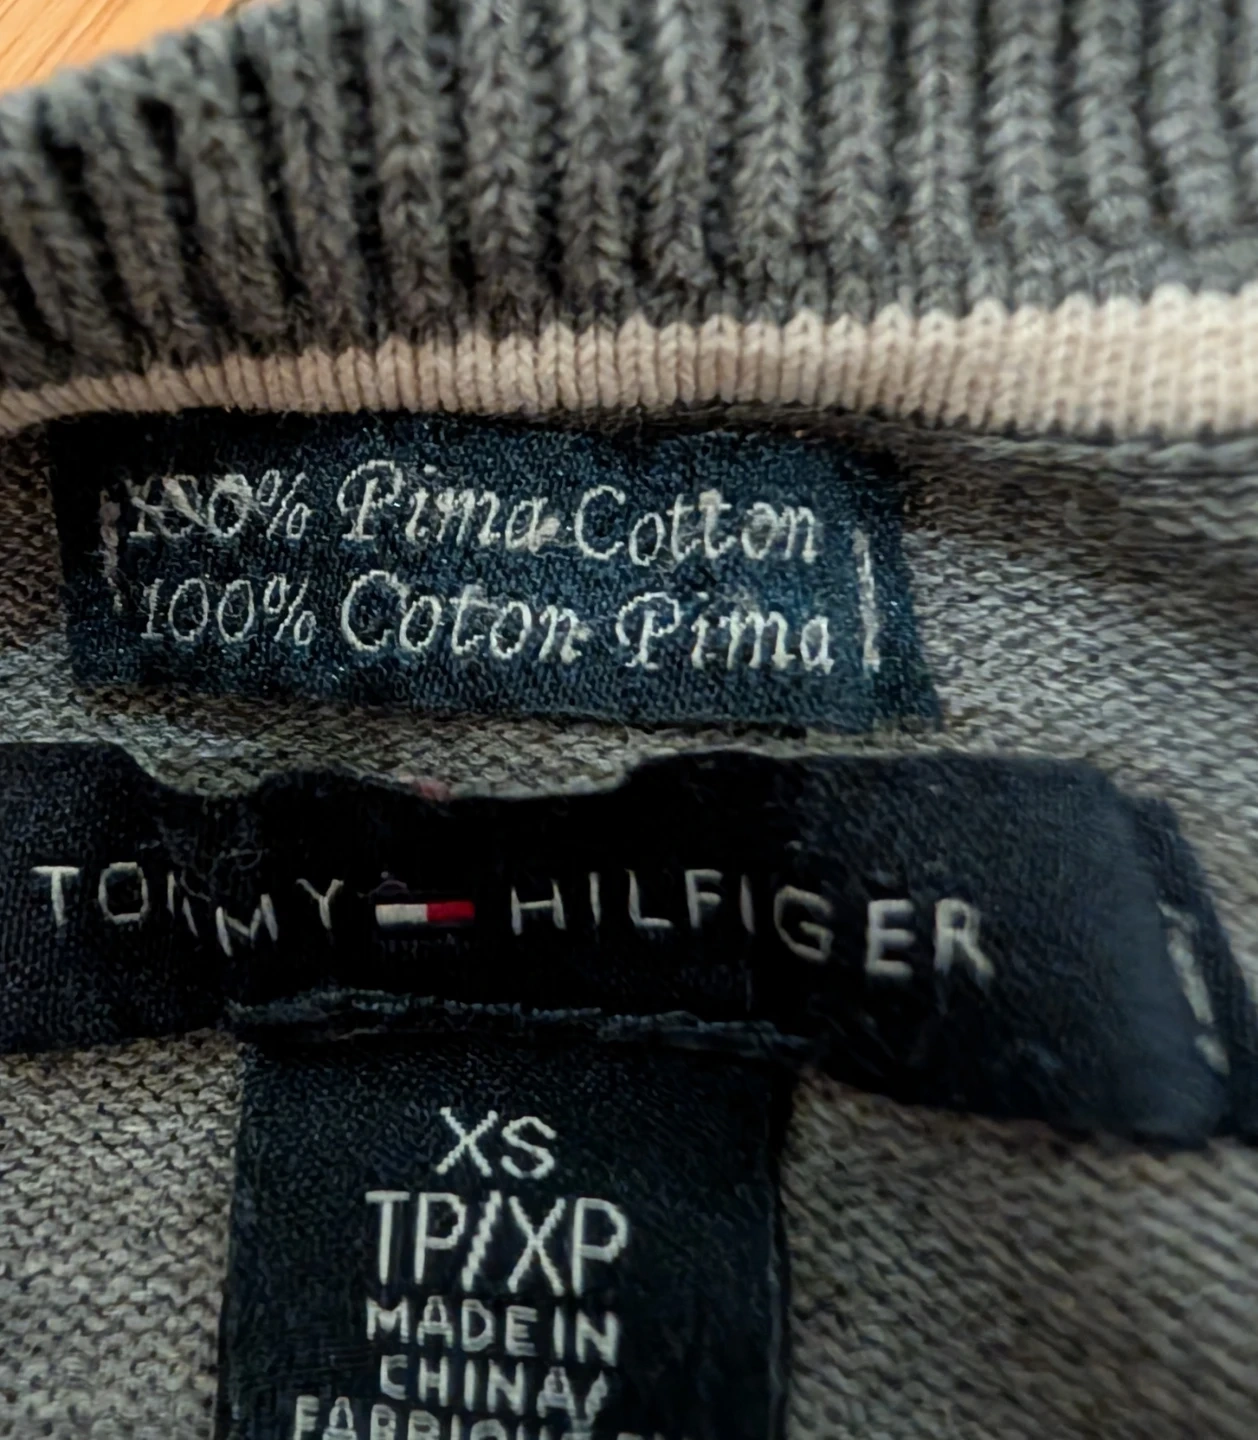 100% Pima Cotton
100% Coton Pima
TOMMY HILFIGER
XS
TP/XP
MADE IN
CHINA/